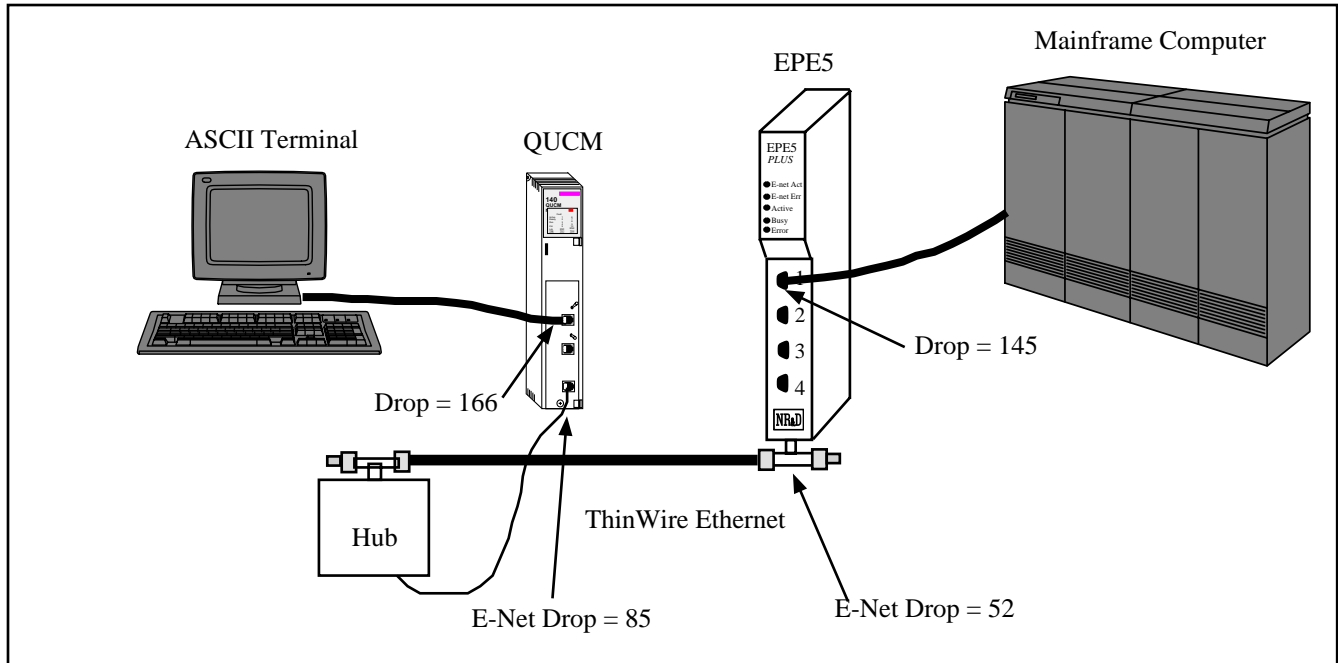 Mainframe Computer
EPE5
ASCII Terminal
QUCM
EPE5
PLUS
E-net Act
E-net Err
Active
Busy
Error
140
QUCM
1
2
3
4
Drop = 145
Drop = 166
NR&D
ThinWire Ethernet
Hub
E-Net Drop = 85
E-Net Drop = 52